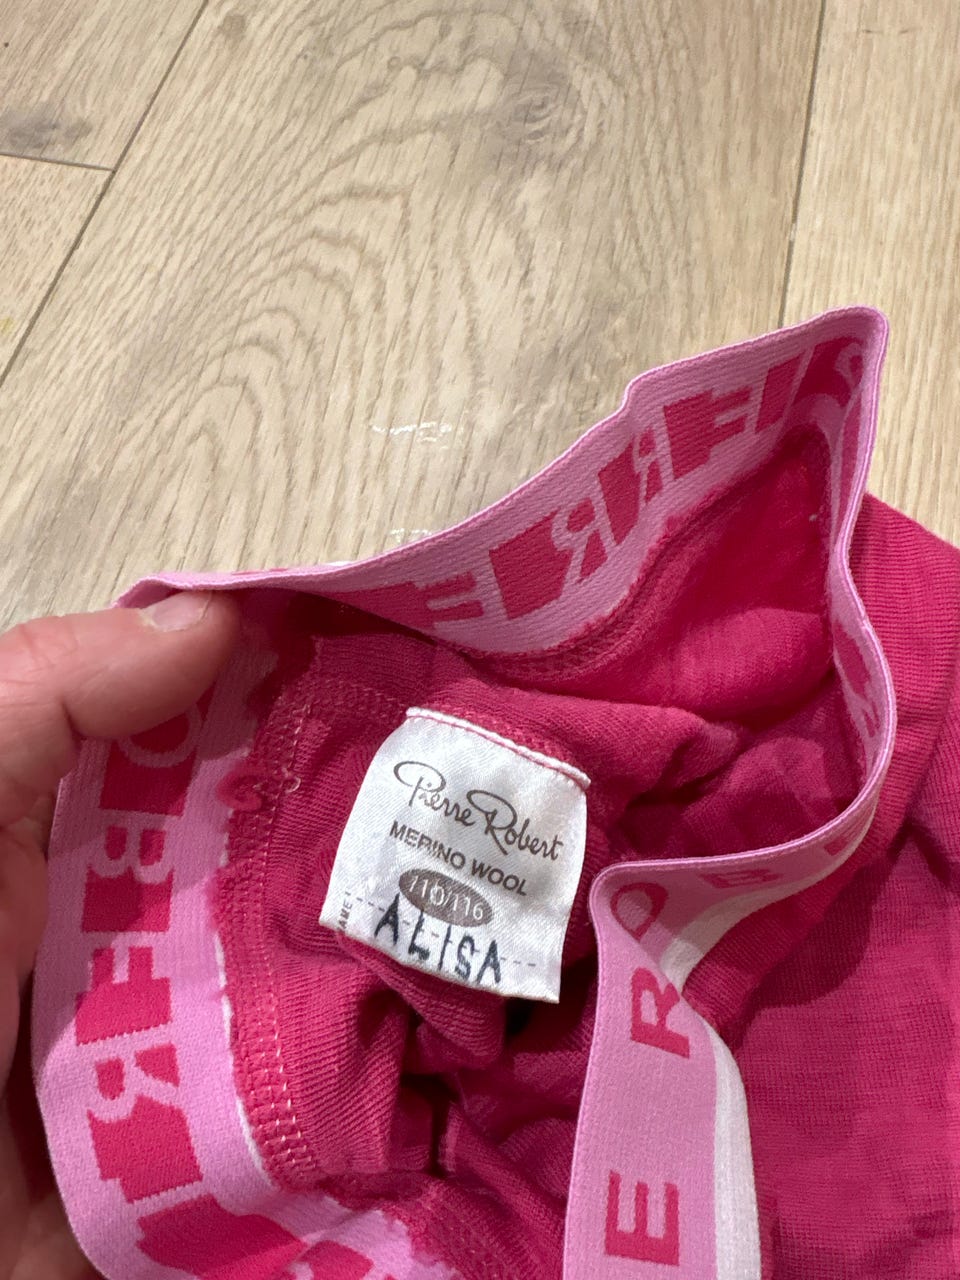 Pierre Robert
MERINO WOOL
110/116
ALISA